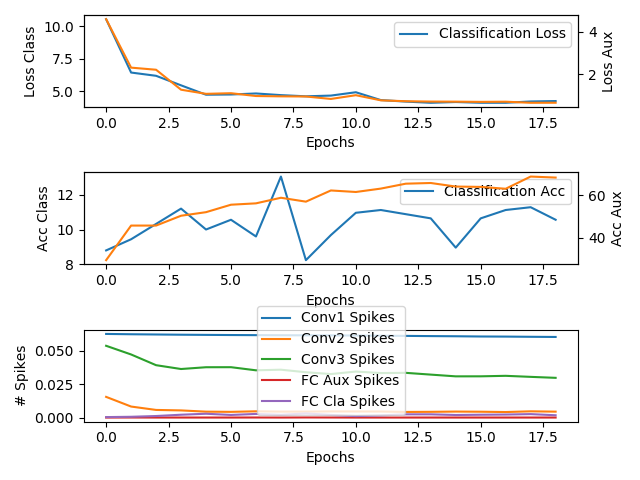 10.0
7.5
5.0
Loss Class
Classification Loss
4
2
Loss Aux
0.0 2.5 5.0 7.5 10.0 12.5 15.0 17.5
Epochs
12
10
8
Acc Class
Classification Acc
60
40
Acc Aux
0.0 2.5 5.0 7.5 10.0 12.5 15.0 17.5
Epochs
0.050
0.025
0.000
# Spikes
Conv1 Spikes
Conv2 Spikes
Conv3 Spikes
FC Aux Spikes
FC Cla Spikes
0.0 2.5 5.0 7.5 10.0 12.5 15.0 17.5
Epochs